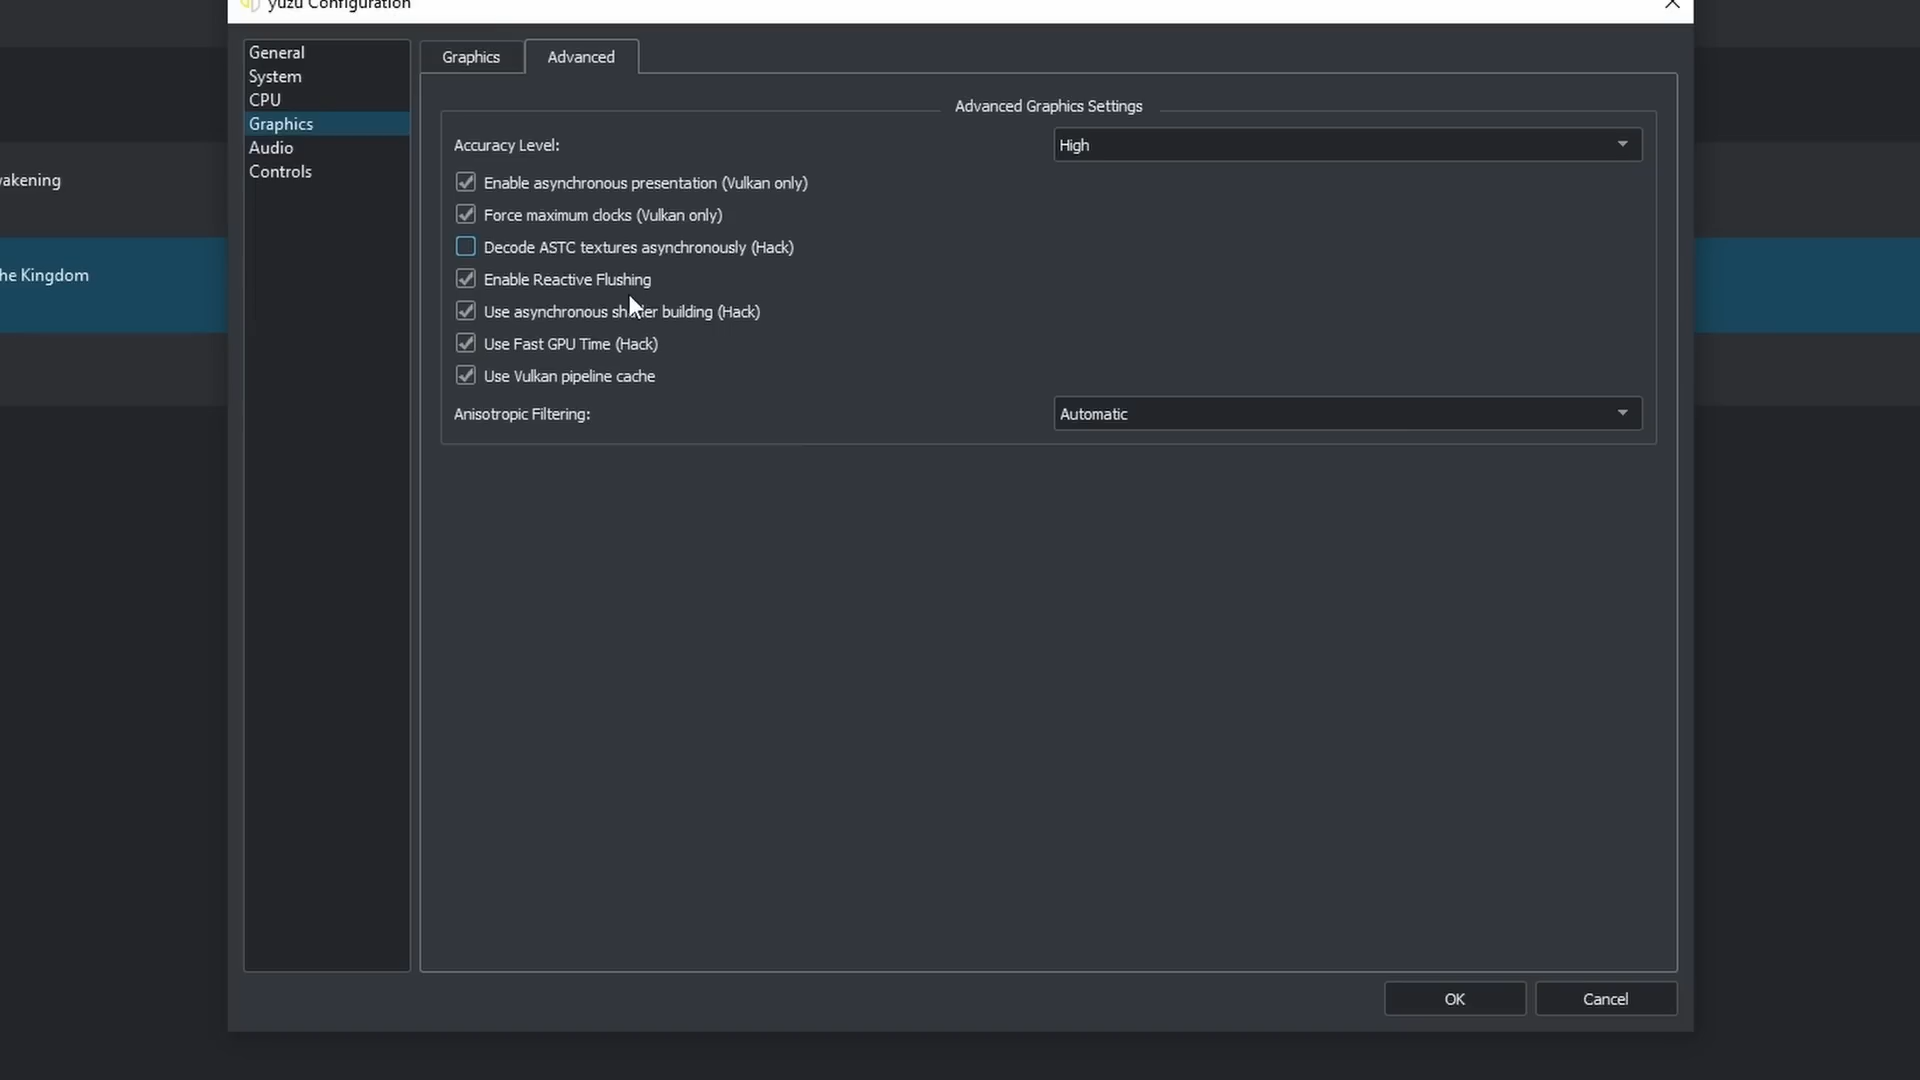 yuzu Configuration
General
System
CPU
Graphics
Audio
Controls
Graphics
Advanced
Advanced Graphics Settings
Accuracy Level:
High
Enable asynchronous presentation (Vulkan only)
Force maximum clocks (Vulkan only)
Decode ASTC textures asynchronously (Hack)
Enable Reactive Flushing
Use asynchronous shader building (Hack)
Use Fast GPU Time (Hack)
Use Vulkan pipeline cache
Anisotropic Filtering:
Automatic
OK
Cancel
wakening
he Kingdom